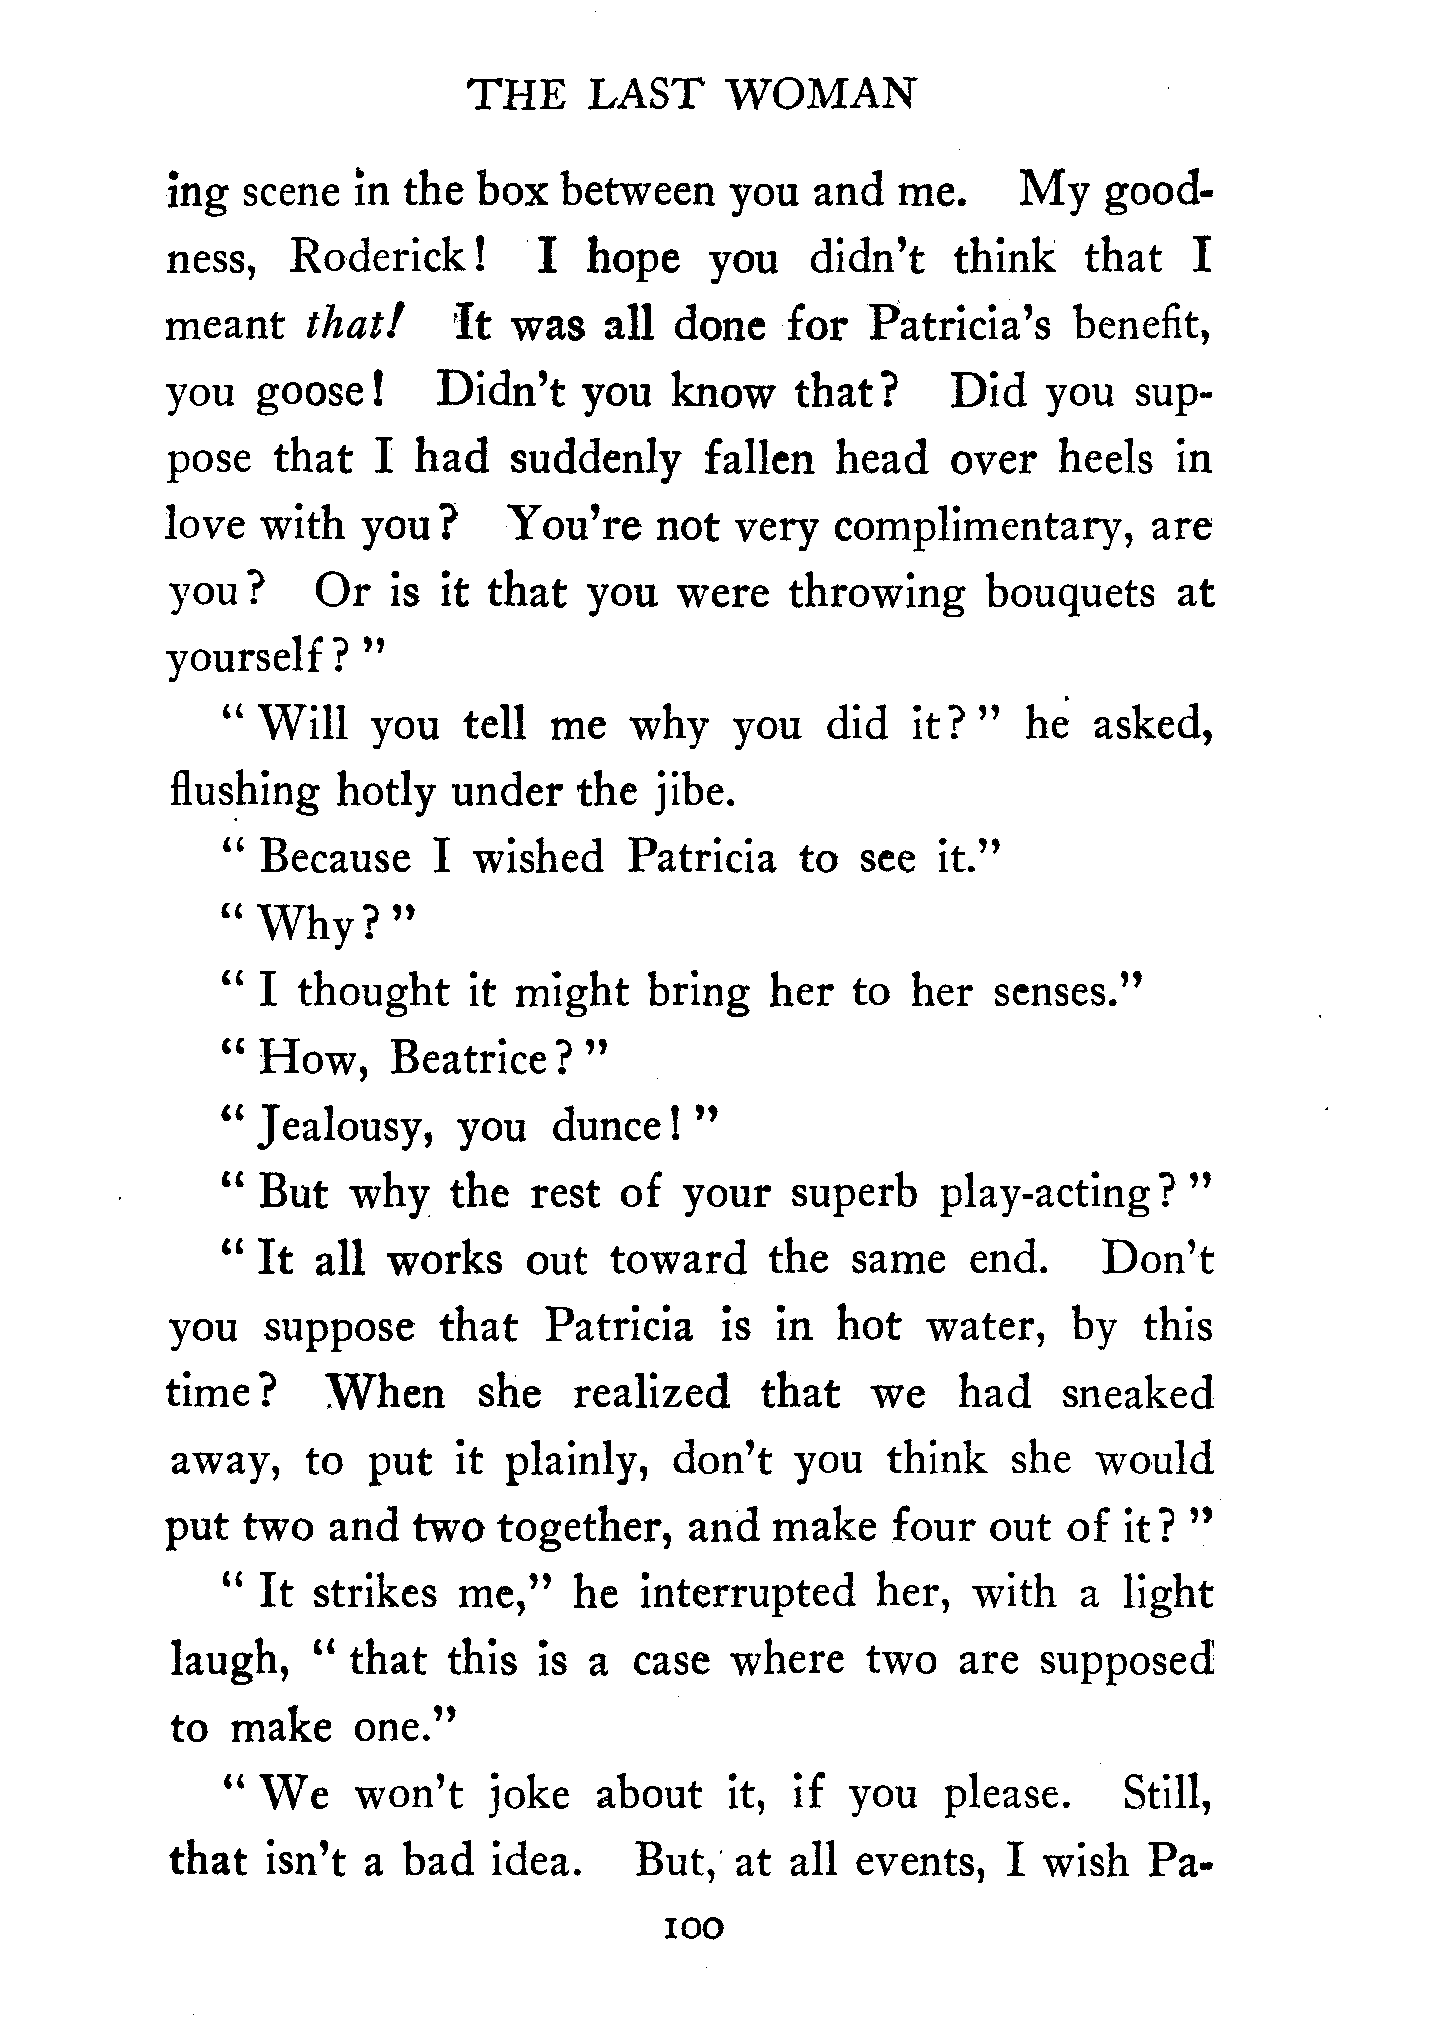 THE LAST WOMAN
ing scene in the box between you and me. My good-
ness, Roderick! I hope you didn't think that I
meant that! It was all done for Patricia's benefit,
you goose! Didn't you know that? Did you sup-
pose that I had suddenly fallen head over heels in
love with you? You're not very complimentary, are
you? Or is it that you were throwing bouquets at
yourself?"
"Will you tell me why you did it?" he asked,
flushing hotly under the jibe.
"Because I wished Patricia to see it."
"Why?"
"I thought it might bring her to her senses."
"How, Beatrice?"
"Jealousy, you dunce!"
"But why the rest of your superb play-acting?"
"It all works out toward the same end. Don't
you suppose that Patricia is in hot water, by this
time? When she realized that we had sneaked
away, to put it plainly, don't you think she would
put two and two together, and make four out of it?"
"It strikes me," he interrupted her, with a light
laugh, "that this is a case where two are supposed
to make one."
"We won't joke about it, if you please. Still,
that isn't a bad idea. But, at all events, I wish Pa-
100